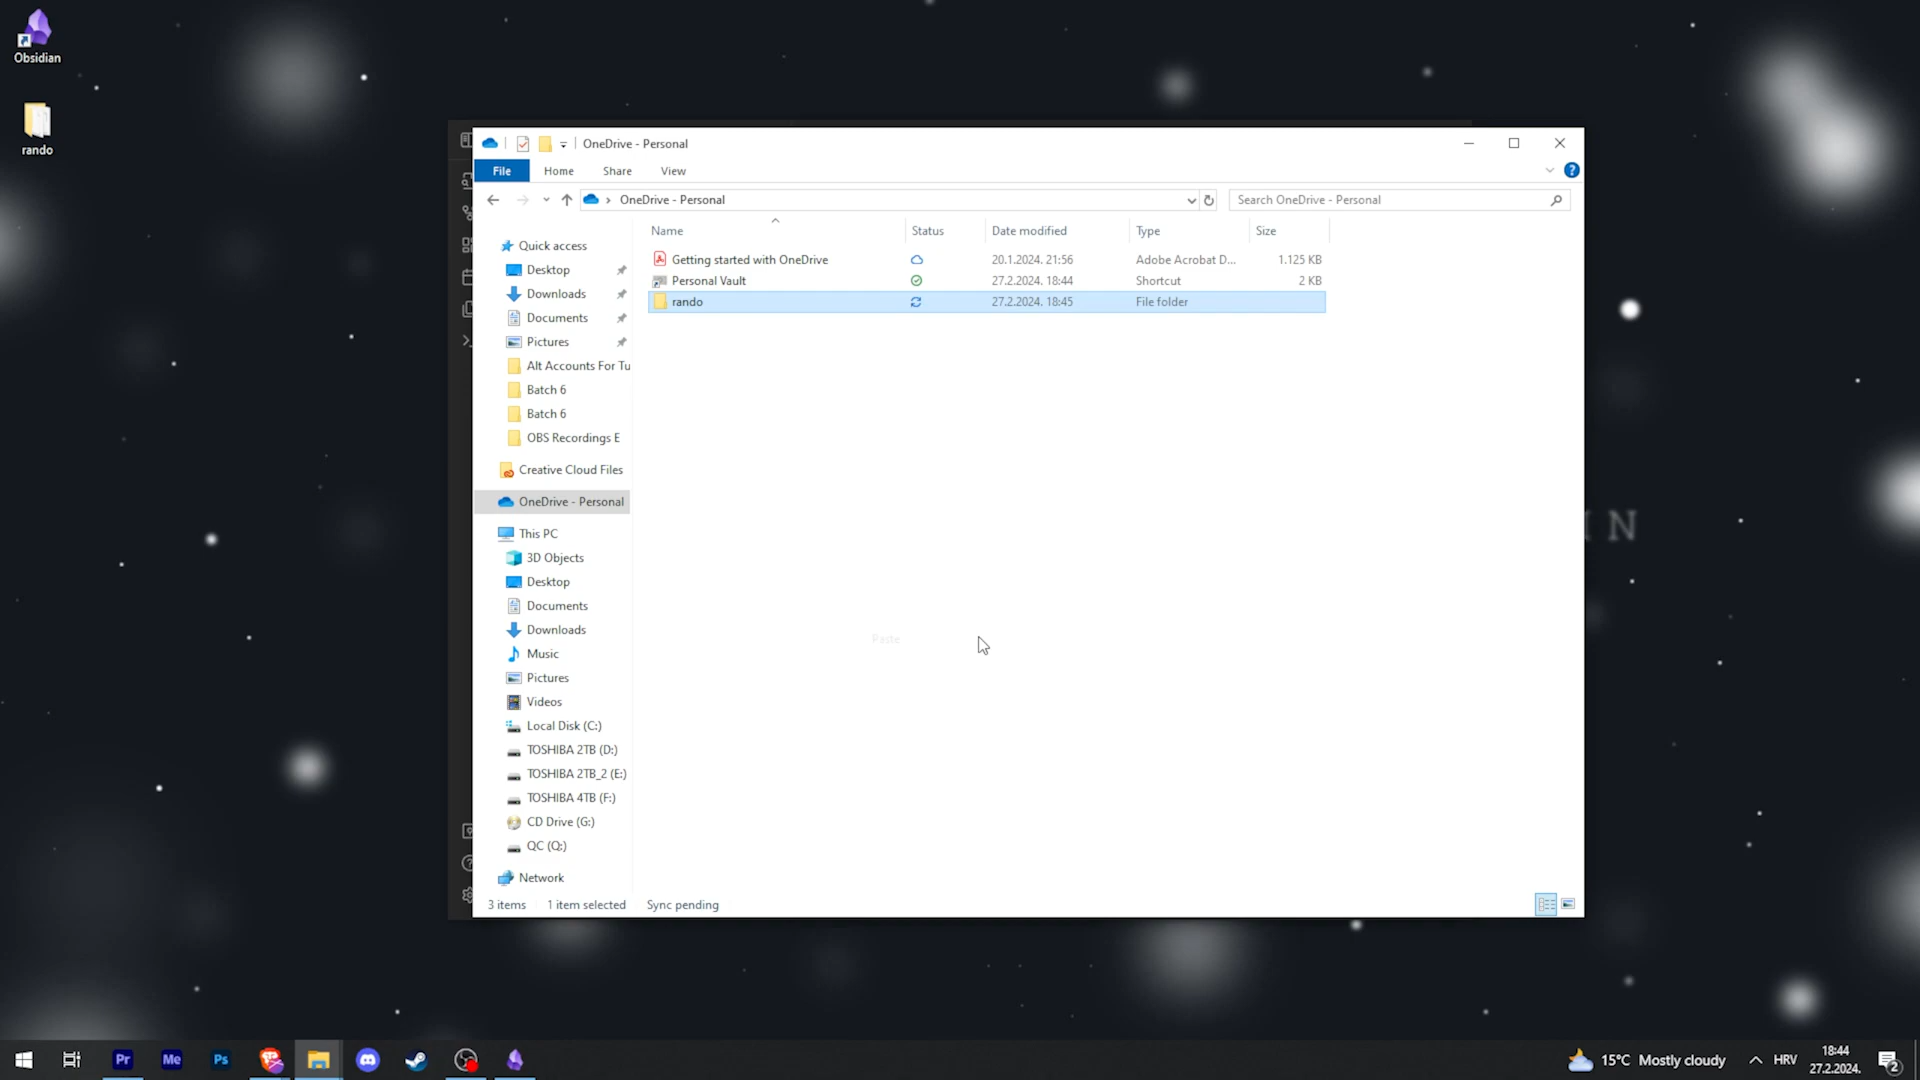 Obsidian
rando
OneDrive - Personal
File Home Share View
OneDrive - Personal
Search OneDrive - Personal
Name Status Date modified Type Size
Getting started with OneDrive 20.1.2024. 21:56 Adobe Acrobat D... 1.125 KB
Personal Vault 27.2.2024. 18:44 Shortcut 2 KB
rando 27.2.2024. 18:45 File folder
Quick access
Desktop
Downloads
Documents
Pictures
Alt Accounts For Tu
Batch 6
Batch 6
OBS Recordings E
Creative Cloud Files
OneDrive - Personal
This PC
3D Objects
Desktop
Documents
Downloads
Music
Pictures
Videos
Local Disk (C:)
TOSHIBA 2TB (D:)
TOSHIBA 2TB_2 (E:)
TOSHIBA 4TB (F:)
CD Drive (G:)
QC (Q:)
Network
Paste
IN
3 items 1 item selected Sync pending
Pr Me Ps
15°C Mostly cloudy
HRV
18:44
27.2.2024.
2